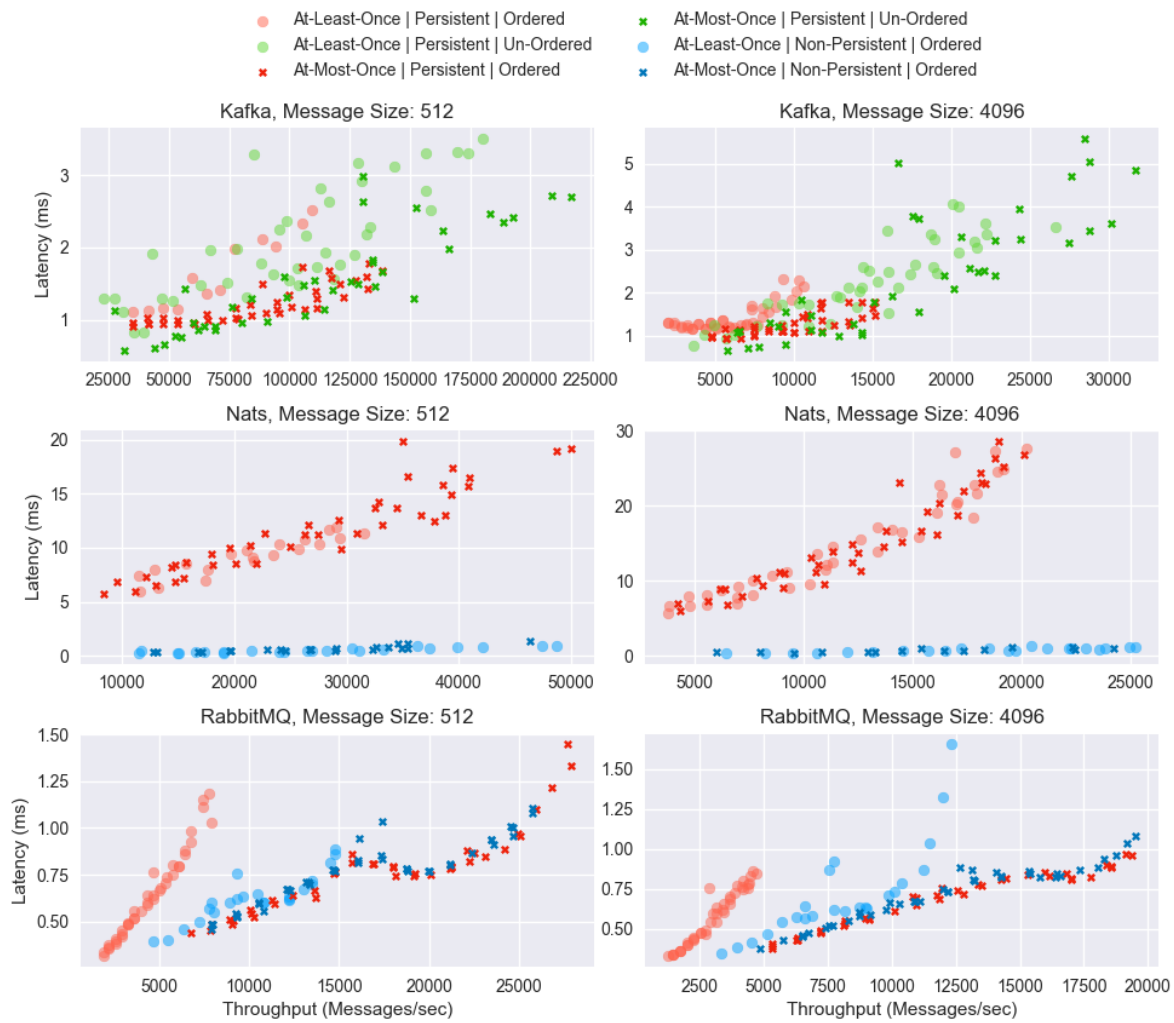 At-Least-Once | Persistent | Ordered
At-Least-Once | Persistent | Un-Ordered
At-Most-Once | Persistent | Ordered
At-Most-Once | Persistent | Un-Ordered
At-Least-Once | Non-Persistent | Ordered
At-Most-Once | Non-Persistent | Ordered
Kafka, Message Size: 512
Latency (ms)
3
2
1
25000 50000 75000 100000 125000 150000 175000 200000 225000
Kafka, Message Size: 4096
5
4
3
2
1
5000 10000 15000 20000 25000 30000
Nats, Message Size: 512
Latency (ms)
20
15
10
5
0
10000 20000 30000 40000 50000
Nats, Message Size: 4096
30
20
10
0
5000 10000 15000 20000 25000
RabbitMQ, Message Size: 512
Latency (ms)
1.50
1.25
1.00
0.75
0.50
5000 10000 15000 20000 25000
Throughput (Messages/sec)
RabbitMQ, Message Size: 4096
1.50
1.25
1.00
0.75
0.50
2500 5000 7500 10000 12500 15000 17500 20000
Throughput (Messages/sec)